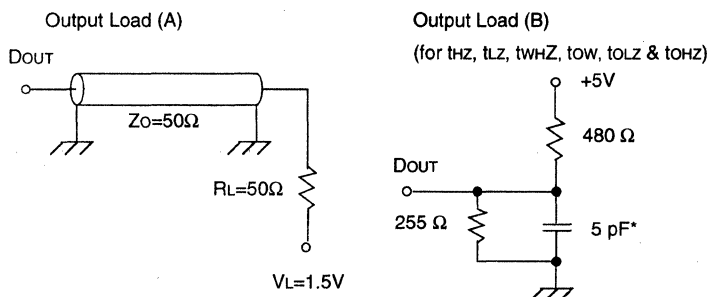 Output Load (A)
DOUT
Zo=50Ω
RL=50Ω
VL=1.5V
Output Load (B)
(for tHZ, tLZ, tWHZ, tOW, tOLZ & tOHZ)
+5V
480 Ω
DOUT
255 Ω
5 pF*